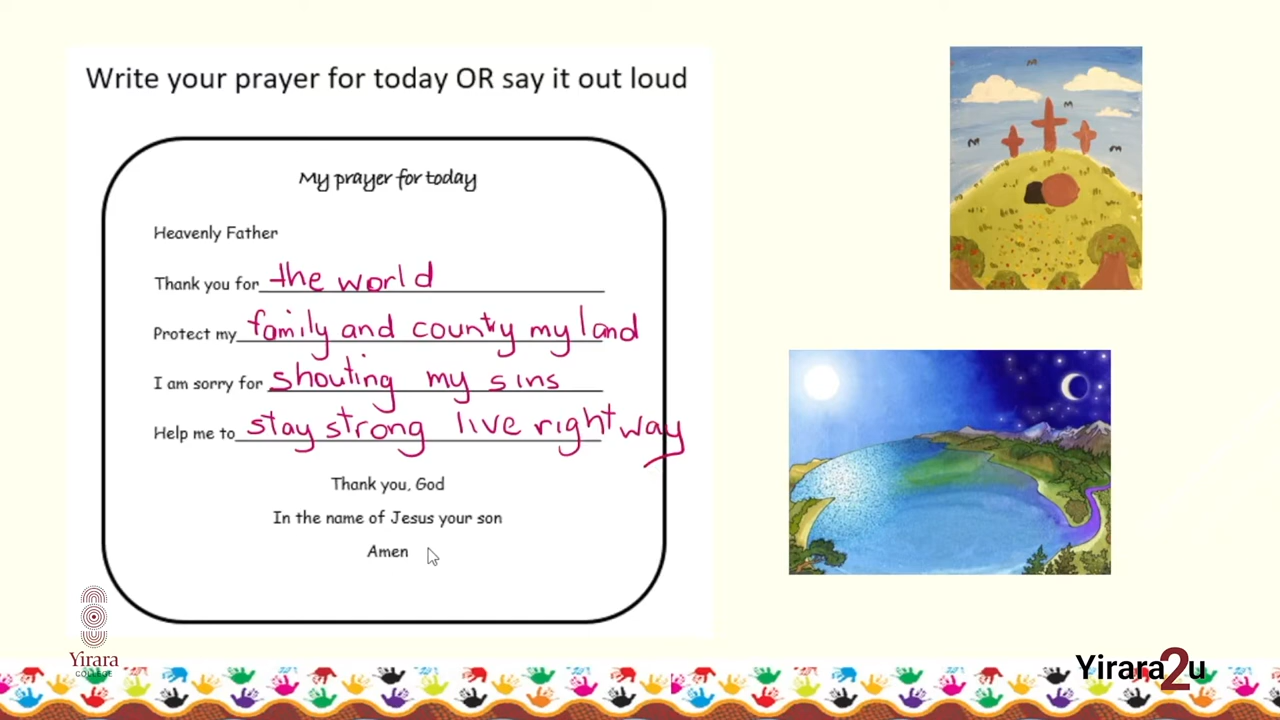 Write your prayer for today OR say it out loud
My prayer for today
Heavenly Father
Thank you for the world
Protect my family and county my land
I am sorry for shouting my sins
Help me to stay strong live right way
Thank you, God
In the name of Jesus your son
Amen
Yirara
COLLEGE
Yirara2u